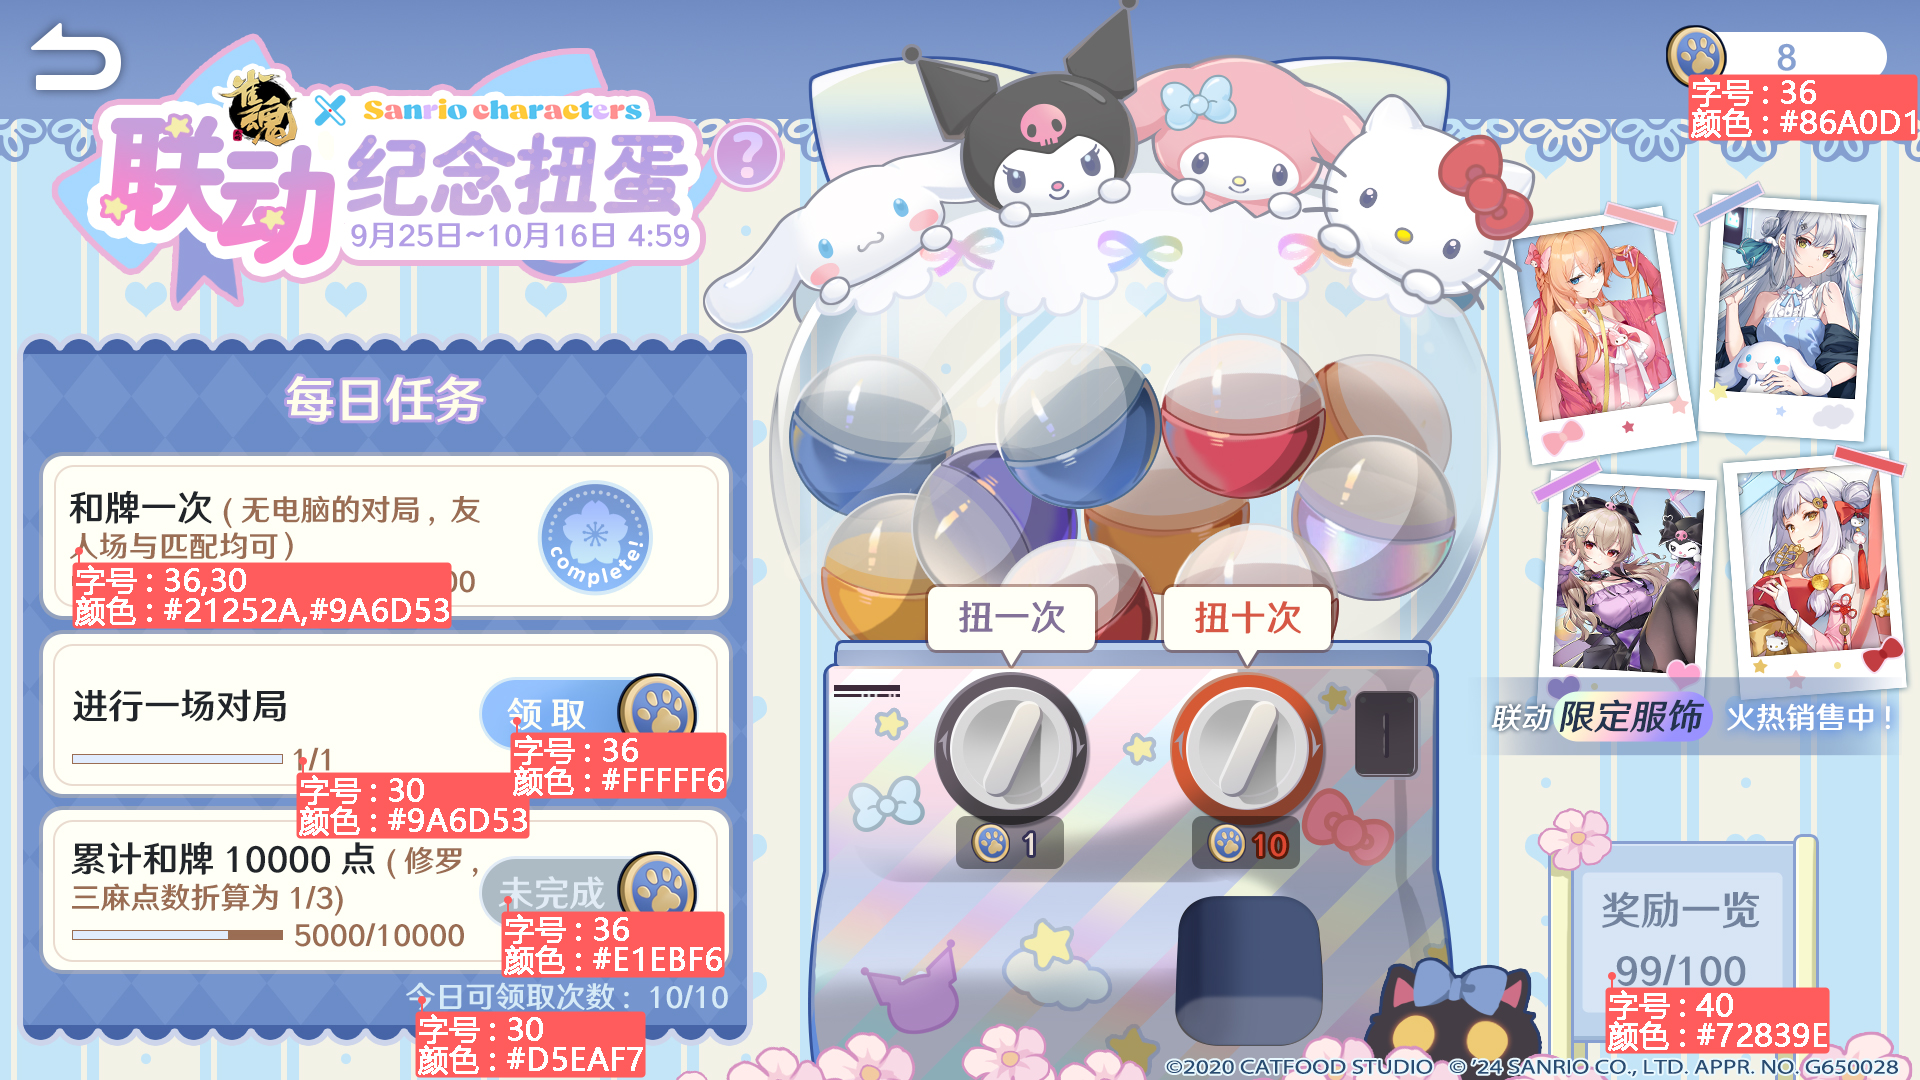 8
字号：36
颜色：#86A0D1
雀魂
Sanrio characters
联动
纪念扭蛋
9月25日~10月16日 4:59
?
每日任务
和牌一次（无电脑的对局，友
人场与匹配均可）
complete!
字号：36,30
颜色：#21252A,#9A6D53
进行一场对局
领取
1/1
字号：36
颜色：#FFFFF6
字号：30
颜色：#9A6D53
累计和牌 10000 点（修罗，
三麻点数折算为 1/3）
未完成
5000/10000
字号：36
颜色：#E1EBF6
今日可领取次数：10/10
字号：30
颜色：#D5EAF7
扭一次
扭十次
1
10
联动 限定服饰 火热销售中！
奖励一览
99/100
字号：40
颜色：#72839E
©2020 CATFOOD STUDIO ©'24 SANRIO CO., LTD. APPR. NO. G650028